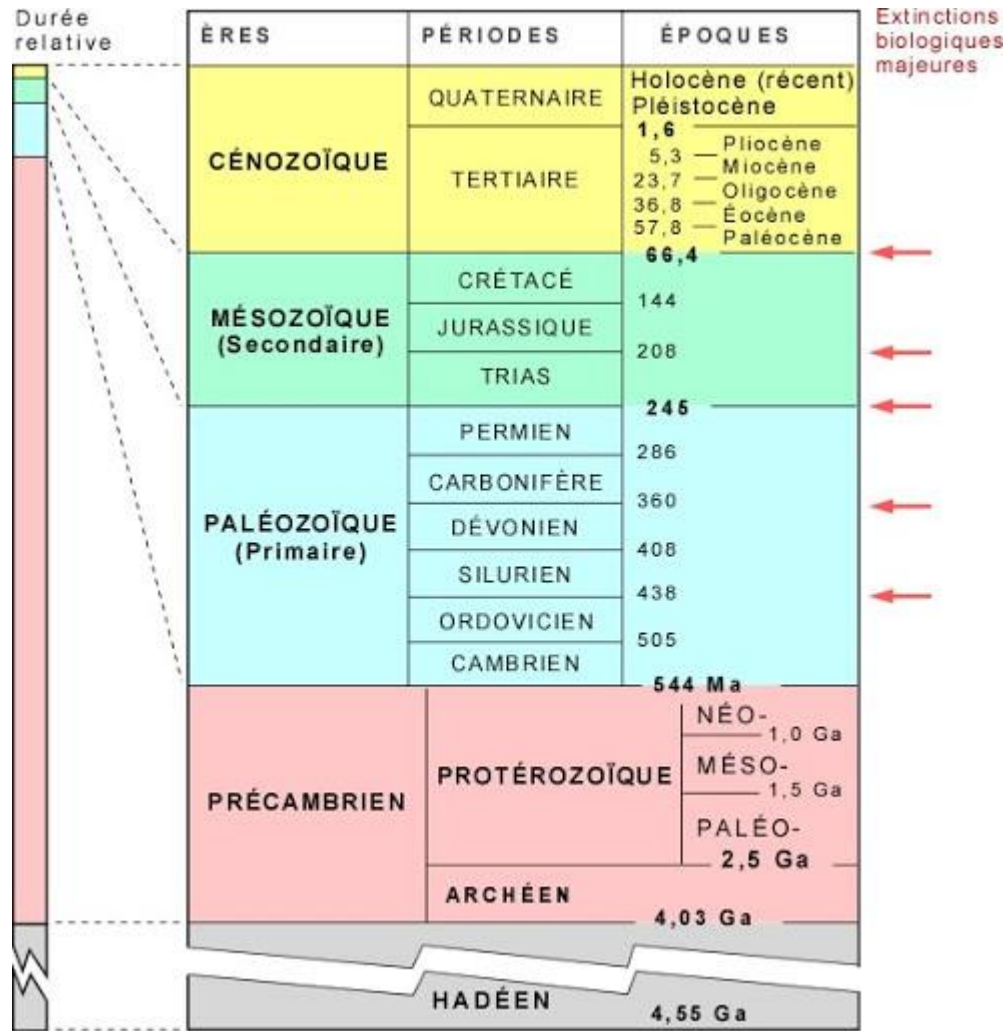 Durée
relative
ÈRES
PÉRIODES
ÉPOQUES
Extinctions
biologiques
majeures
CÉNOZOÏQUE
QUATERNAIRE
Holocène (récent)
Pléistocène
1,6
TERTIAIRE
Pliocène
5,3
Miocène
23,7
Oligocène
36,8
Éocène
57,8
Paléocène
66,4
MÉSOZOÏQUE
(Secondaire)
CRÉTACÉ
144
JURASSIQUE
208
TRIAS
245
PALÉOZOÏQUE
(Primaire)
PERMIEN
286
CARBONIFÈRE
360
DÉVONIEN
408
SILURIEN
438
ORDOVICIEN
505
CAMBRIEN
544 Ma
PRÉCAMBRIEN
PROTÉROZOÏQUE
NÉO-
1,0 Ga
MÉSO-
1,5 Ga
PALÉO-
2,5 Ga
ARCHÉEN
4,03 Ga
HADÉEN
4,55 Ga